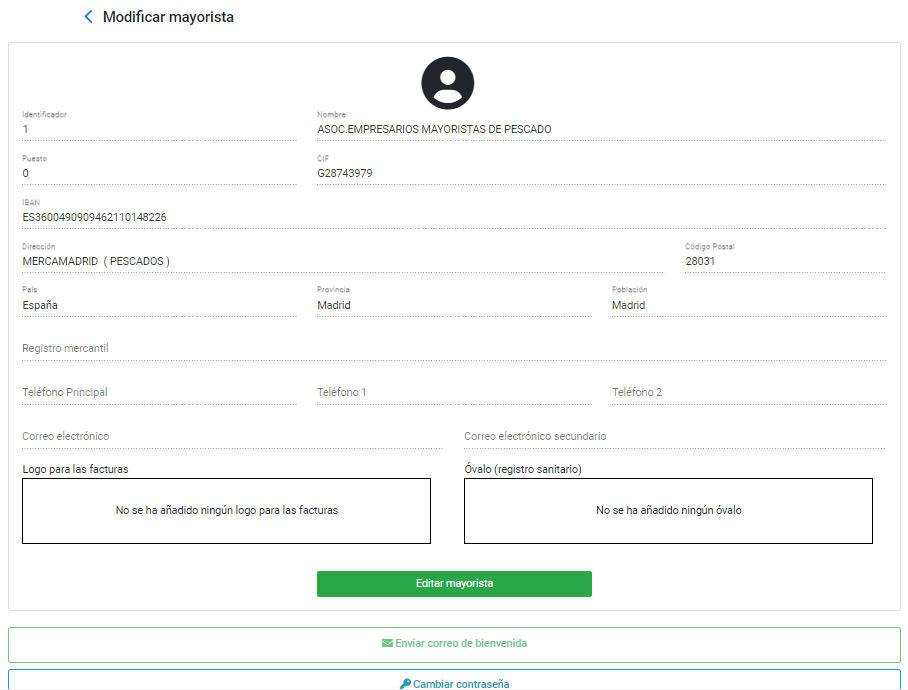 Modificar mayorista
Identificador
1
Nombre
ASOC.EMPRESARIOS MAYORISTAS DE PESCADO
Puesto
0
CIF
G28743979
IBAN
ES3600490909462110148226
Dirección
MERCAMADRID ( PESCADOS )
Código Postal
28031
País
España
Provincia
Madrid
Población
Madrid
Registro mercantil
Teléfono Principal
Teléfono 1
Teléfono 2
Correo electrónico
Correo electrónico secundario
Logo para las facturas
No se ha añadido ningún logo para las facturas
Óvalo (registro sanitario)
No se ha añadido ningún óvalo
Editar mayorista
Enviar correo de bienvenida
Cambiar contraseña